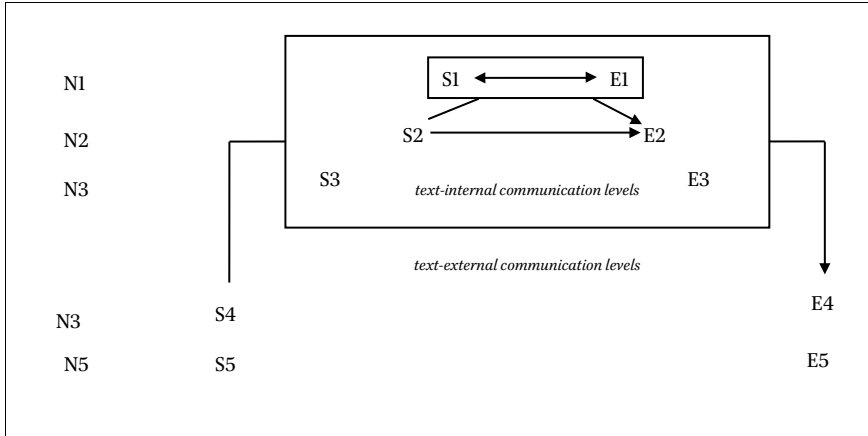 N1 S1 E1
N2 S2 E2
N3 S3 text-internal communication levels E3
text-external communication levels
N3 S4 E4
N5 S5 E5